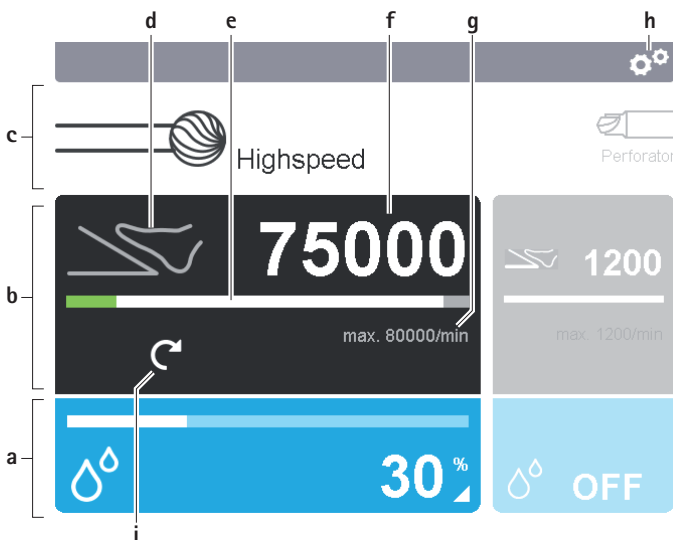 d e f g h
c
Highspeed
Perforator
b
75000
1200
max. 80000/min
max. 1200/min
a
30 %
OFF
i